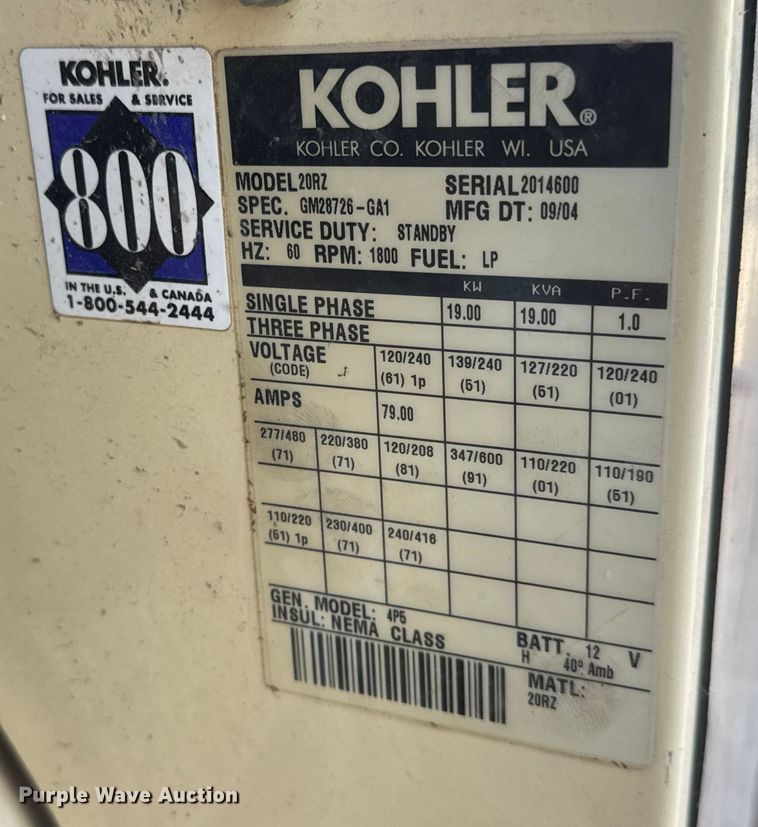 KOHLER.
FOR SALES & SERVICE
800
IN THE U.S. & CANADA
1-800-544-2444
KOHLER®
KOHLER CO. KOHLER WI. USA
MODEL 20RZ SERIAL 2014600
SPEC. GM28726-GA1 MFG DT: 09/04
SERVICE DUTY: STANDBY
HZ: 60 RPM: 1800 FUEL: LP
KW KVA P.F.
SINGLE PHASE 19.00 19.00 1.0
THREE PHASE
VOLTAGE 120/240 139/240 127/220 120/240
(CODE) (61) 1p (51) (51) (01)
AMPS 79.00
277/480 220/380 120/208 347/600 110/220 110/190
(71) (71) (81) (91) (01) (51)
110/220 230/400 240/416
(61) 1p (71) (71)
GEN. MODEL: 4P5 BATT. 12 V
INSUL: NEMA CLASS H 40° Amb
MATL:
20RZ
Purple Wave Auction